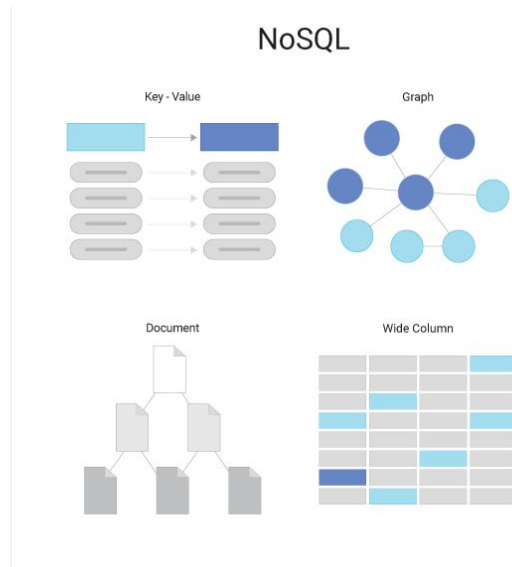 NoSQL
Key - Value
Graph
Document
Wide Column